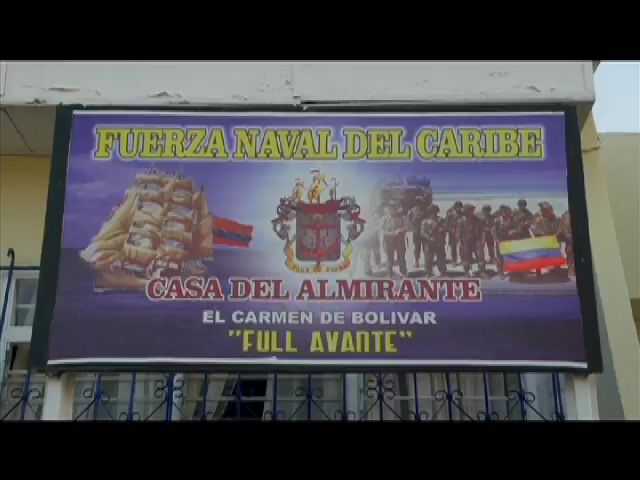 FUERZA NAVAL DEL CARIBE
CASA DEL ALMIRANTE
EL CARMEN DE BOLIVAR
"FULL AVANTE"